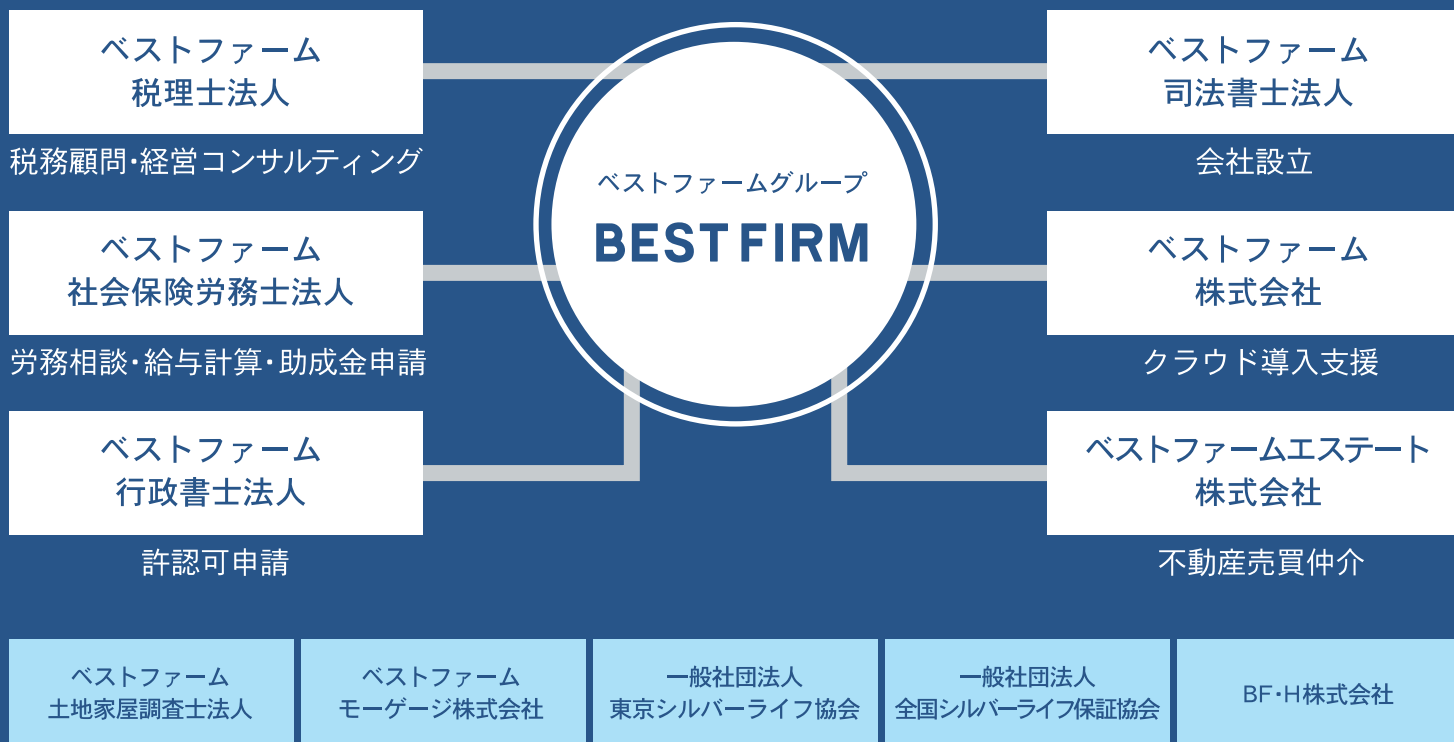 ベストファーム
税理士法人
税務顧問・経営コンサルティング
ベストファーム
社会保険労務士法人
労務相談・給与計算・助成金申請
ベストファーム
行政書士法人
許認可申請
ベストファームグループ
BEST FIRM
ベストファーム
司法書士法人
会社設立
ベストファーム
株式会社
クラウド導入支援
ベストファームエステート
株式会社
不動産売買仲介
ベストファーム
土地家屋調査士法人
ベストファーム
モーゲージ株式会社
一般社団法人
東京シルバーライフ協会
一般社団法人
全国シルバーライフ保証協会
BF・H株式会社